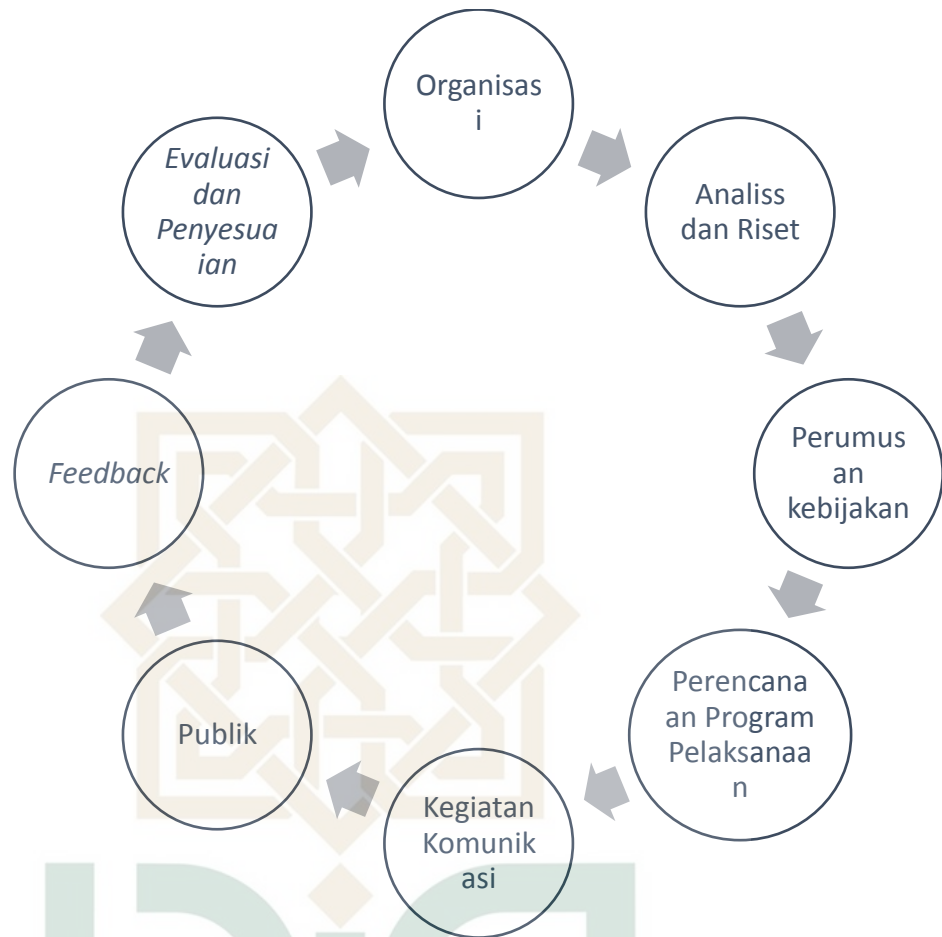 Organisas
i
Analiss
dan Riset
Perumus
an
kebijakan
Perencana
an Program
Pelaksanaa
n
Kegiatan
Komunik
asi
Publik
Feedback
Evaluasi
dan
Penyesua
ian